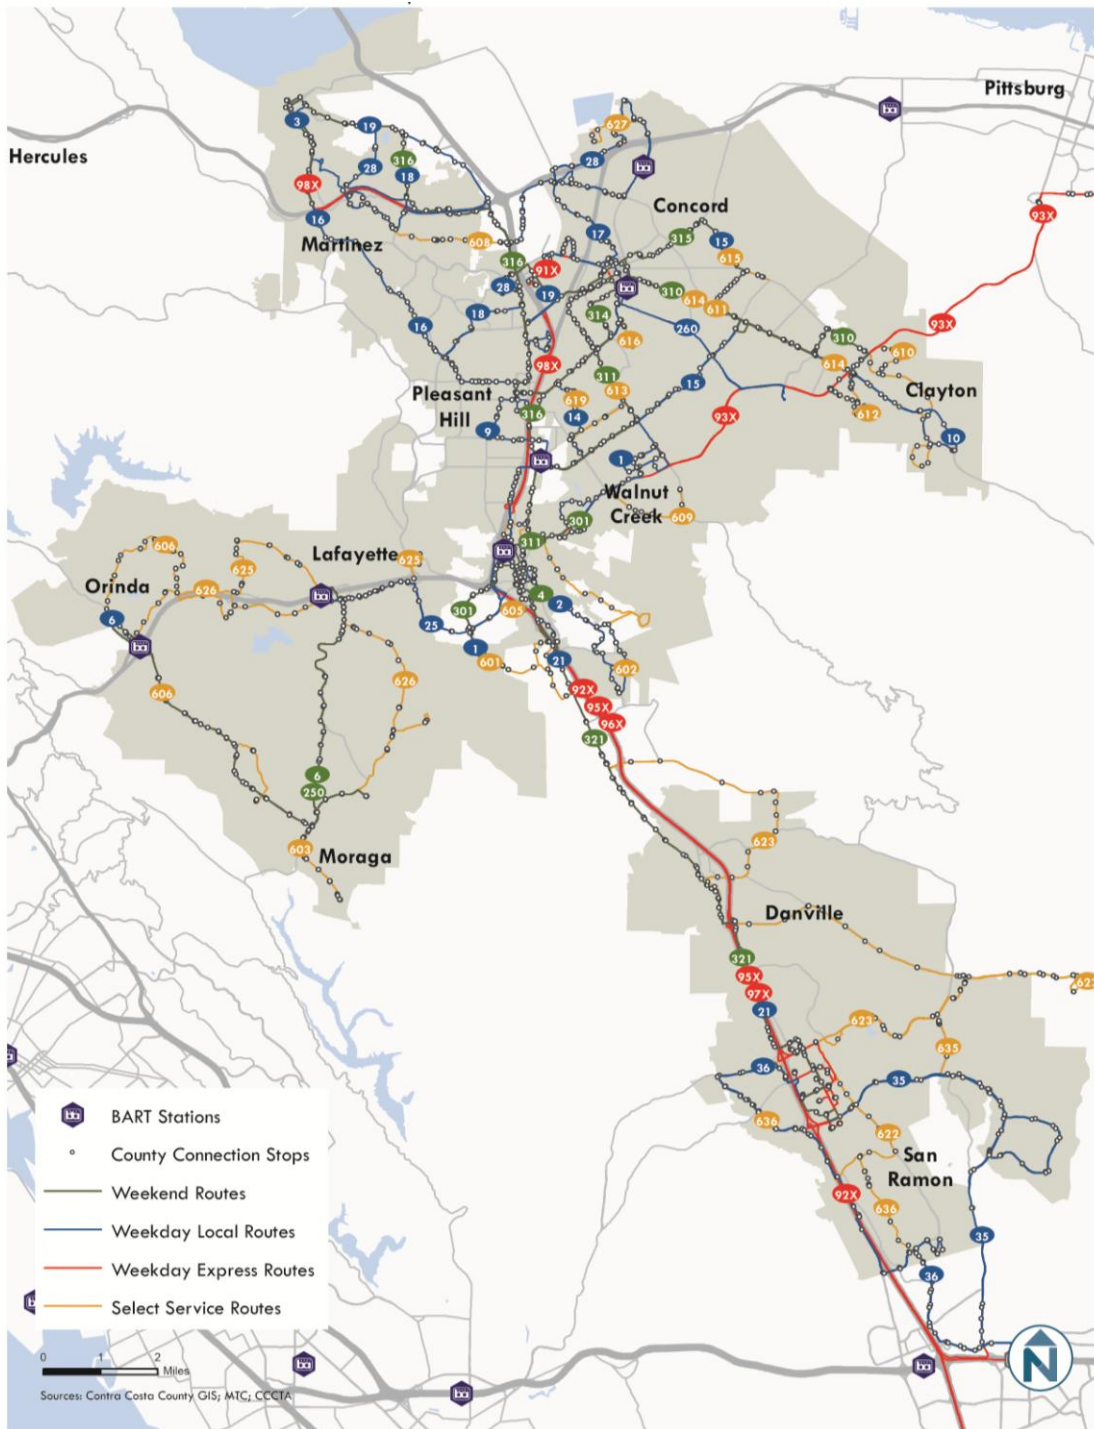 Pittsburg
Hercules
3
19
627
316
28
28
18
98X
16
Martinez
608
17
Concord
315
15
615
93X
316
91X
28
19
18
16
310
614
611
314
260
616
93X
310
614
610
98X
311
15
Clayton
Pleasant
Hill
619
613
14
316
93X
612
9
10
1
Walnut
Creek
301
609
311
606
Lafayette
625
625
Orinda
626
6
4
2
301
605
25
1
601
21
602
606
626
92X
95X
96X
321
6
250
603
Moraga
623
Danville
321
95X
97X
21
623
635
36
35
636
622
San
Ramon
92X
636
35
36
BART Stations
County Connection Stops
Weekend Routes
Weekday Local Routes
Weekday Express Routes
Select Service Routes
0 1 2
Miles
Sources: Contra Costa County GIS; MTC; CCCTA
N